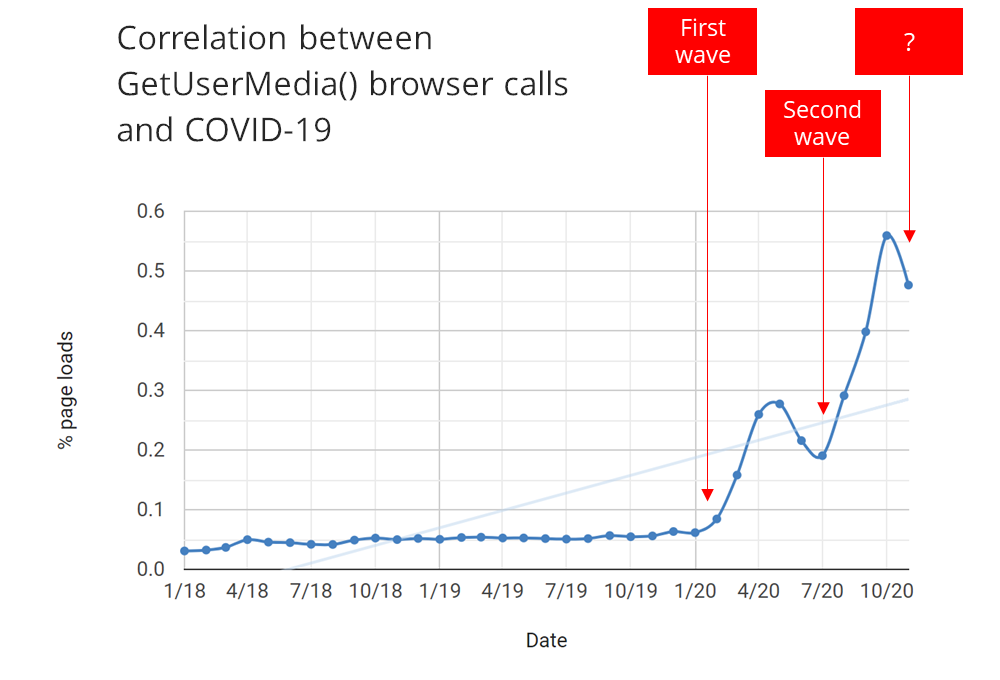 Correlation between
GetUserMedia() browser calls
and COVID-19
First
wave
?
Second
wave
0.6
0.5
0.4
0.3
0.2
0.1
0.0
% page loads
1/18 4/18 7/18 10/18 1/19 4/19 7/19 10/19 1/20 4/20 7/20 10/20
Date